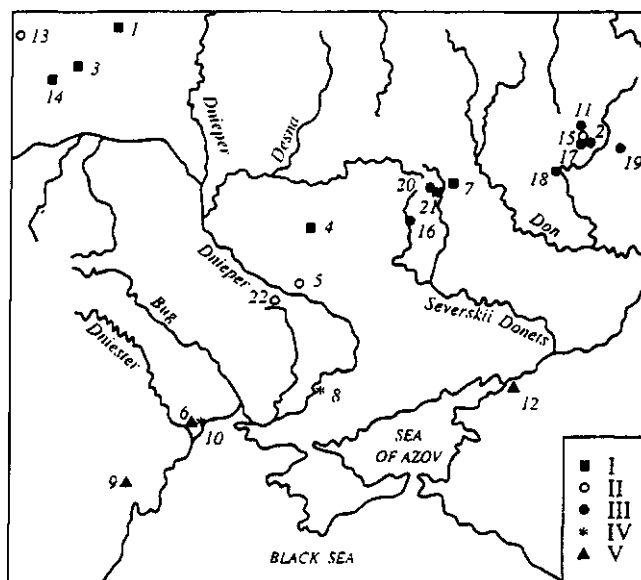 13
1
3
14
Dnieper
Desna
11
15
2
17
19
18
20
21
7
16
Don
4
Dnieper
5
22
Severskii Donets
Bug
Dniester
8
12
6
10
SEA
OF AZOV
9
BLACK SEA
I
II
III
IV
V